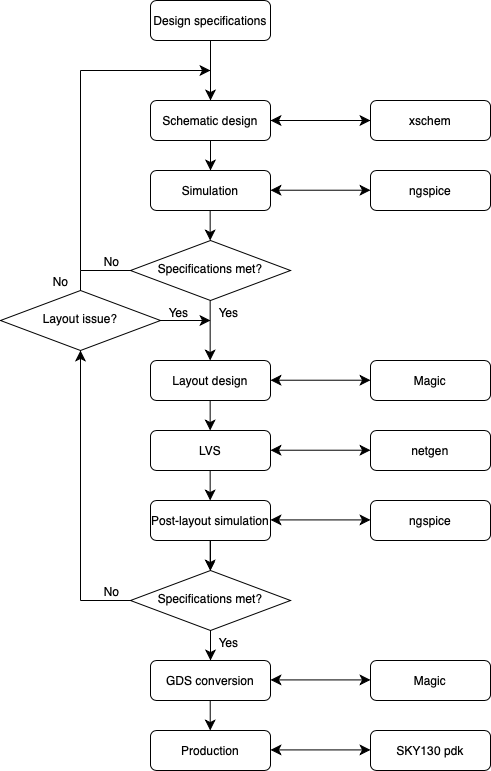 Design specifications
Schematic design
xschem
Simulation
ngspice
No
Specifications met?
No
Layout issue?
Yes
Yes
Layout design
Magic
LVS
netgen
Post-layout simulation
ngspice
No
Specifications met?
Yes
GDS conversion
Magic
Production
SKY130 pdk